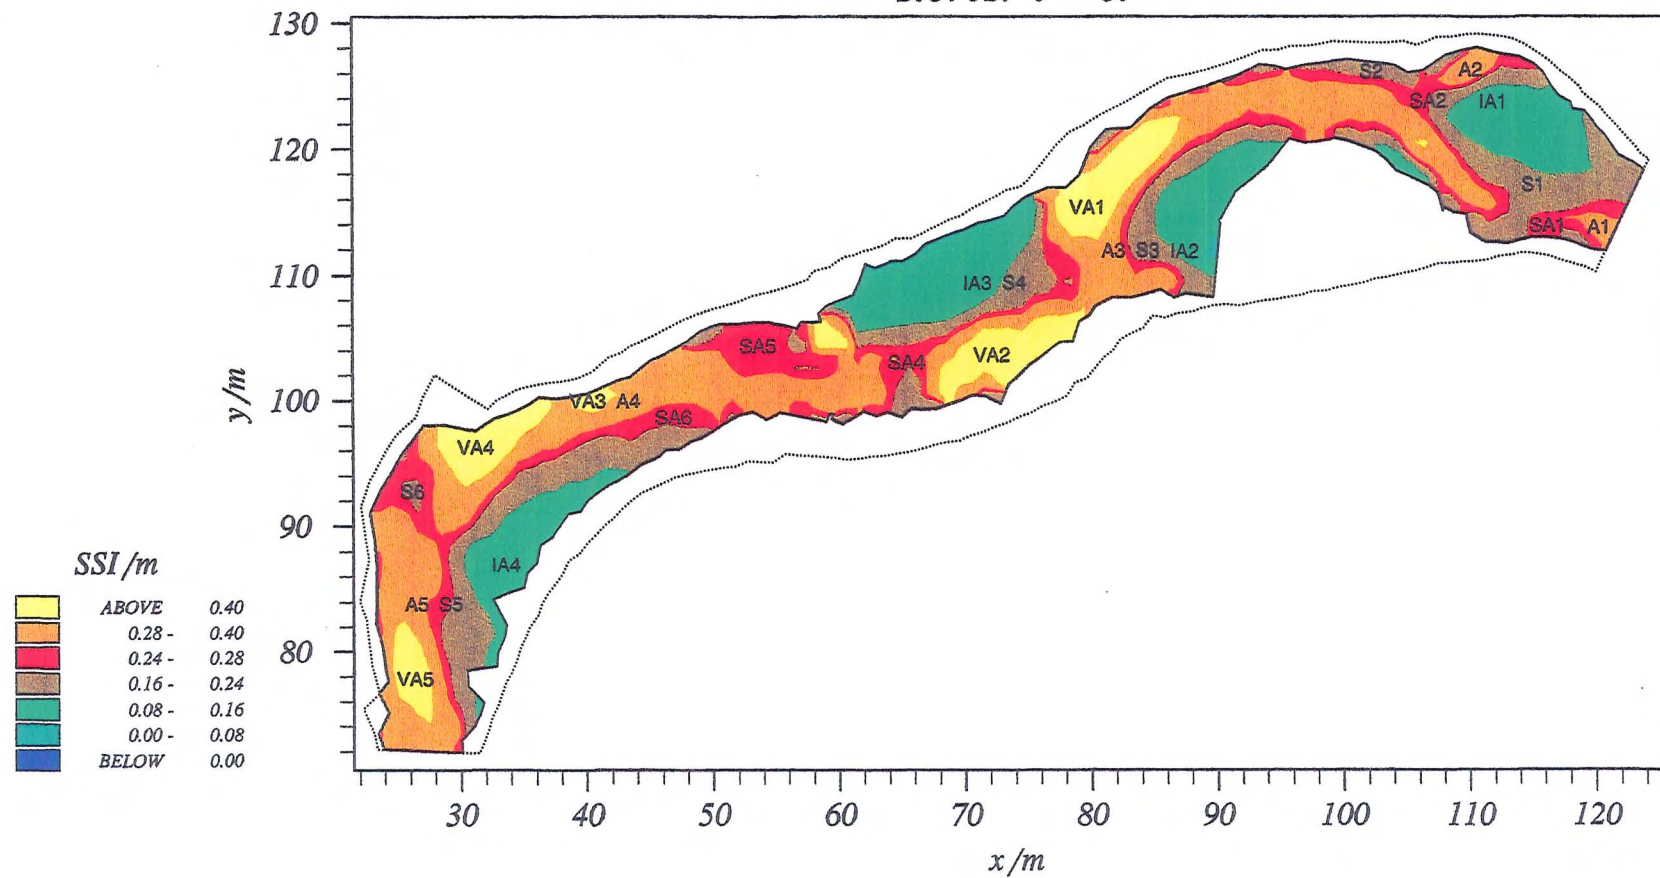 130
120
110
100
90
80
y/m
S2
A2
SA2
IA1
S1
VA1
SA1
A1
A3 S3 IA2
IA3 S4
SA5
SA4
VA2
VA3 A4
SA6
VA4
S6
IA4
A5 S5
VA5
SSI/m
ABOVE 0.40
0.28 - 0.40
0.24 - 0.28
0.16 - 0.24
0.08 - 0.16
0.00 - 0.08
BELOW 0.00
30 40 50 60 70 80 90 100 110 120
x/m